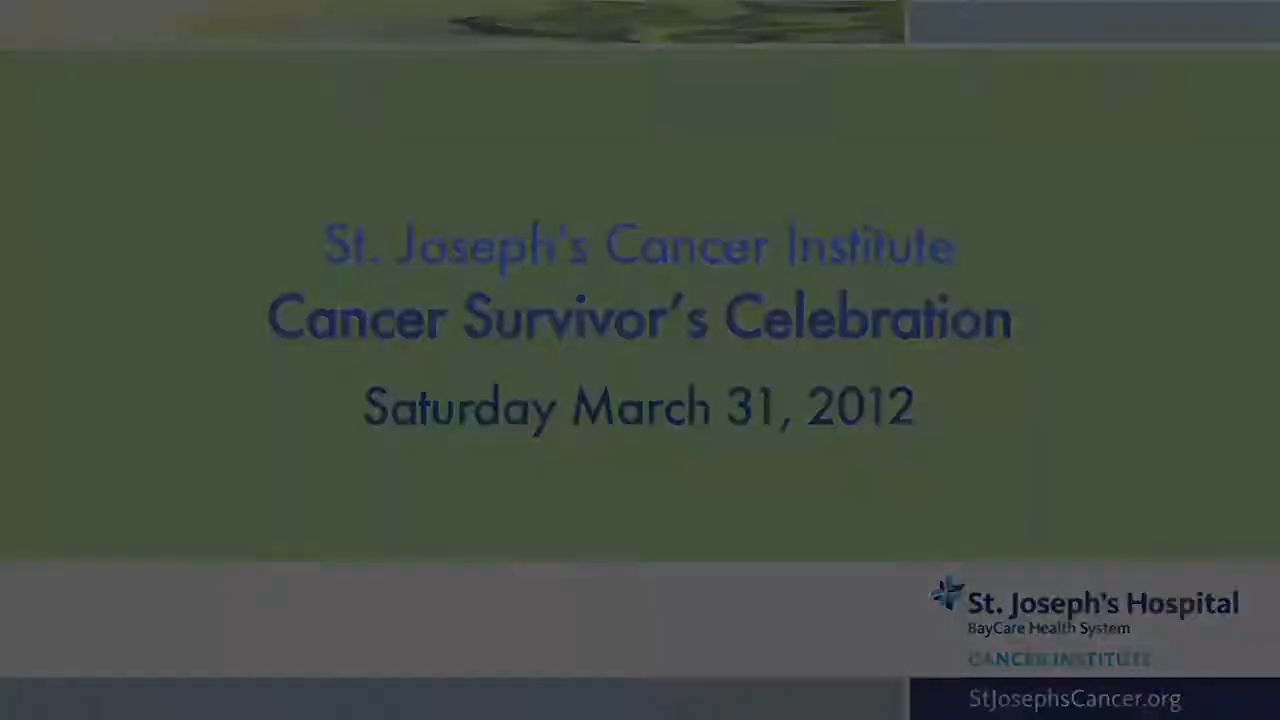 St. Joseph's Cancer Institute
Cancer Survivor’s Celebration
Saturday March 31, 2012
St. Joseph's Hospital
BayCare Health System
CANCER INSTITUTE
StJosephsCancer.org